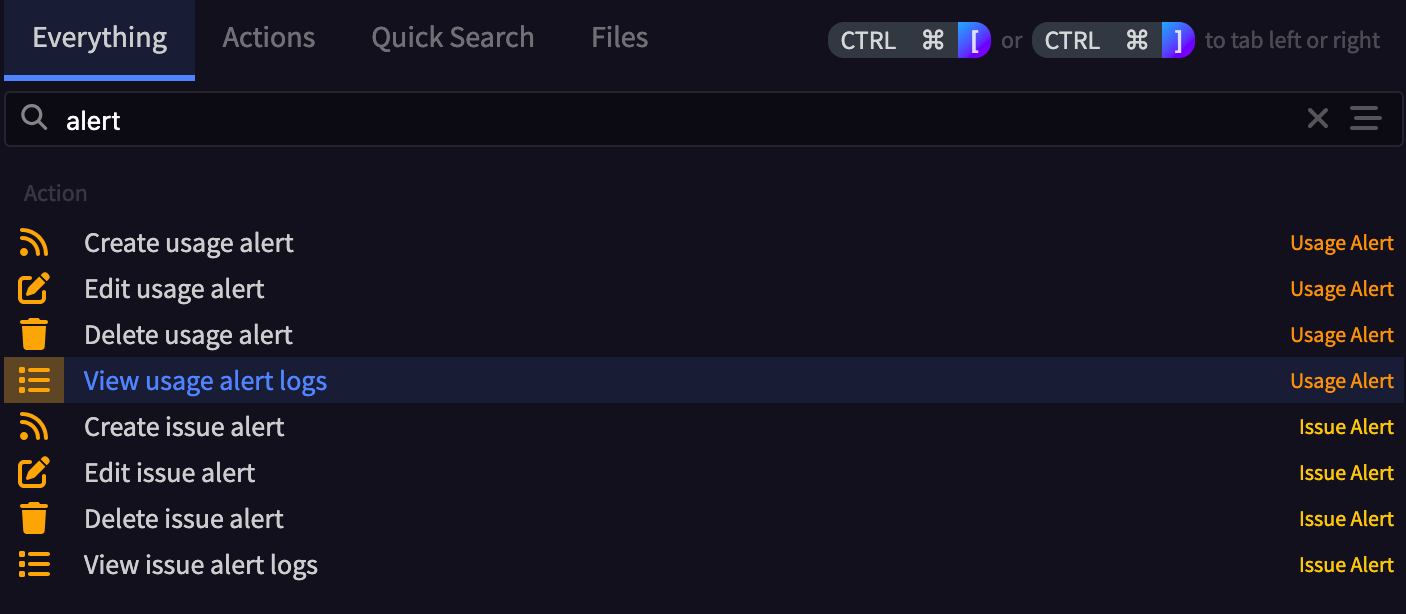 Everything Actions Quick Search Files CTRL ⌘ [ or CTRL ⌘ ] to tab left or right
alert
Action
Create usage alert Usage Alert
Edit usage alert Usage Alert
Delete usage alert Usage Alert
View usage alert logs Usage Alert
Create issue alert Issue Alert
Edit issue alert Issue Alert
Delete issue alert Issue Alert
View issue alert logs Issue Alert